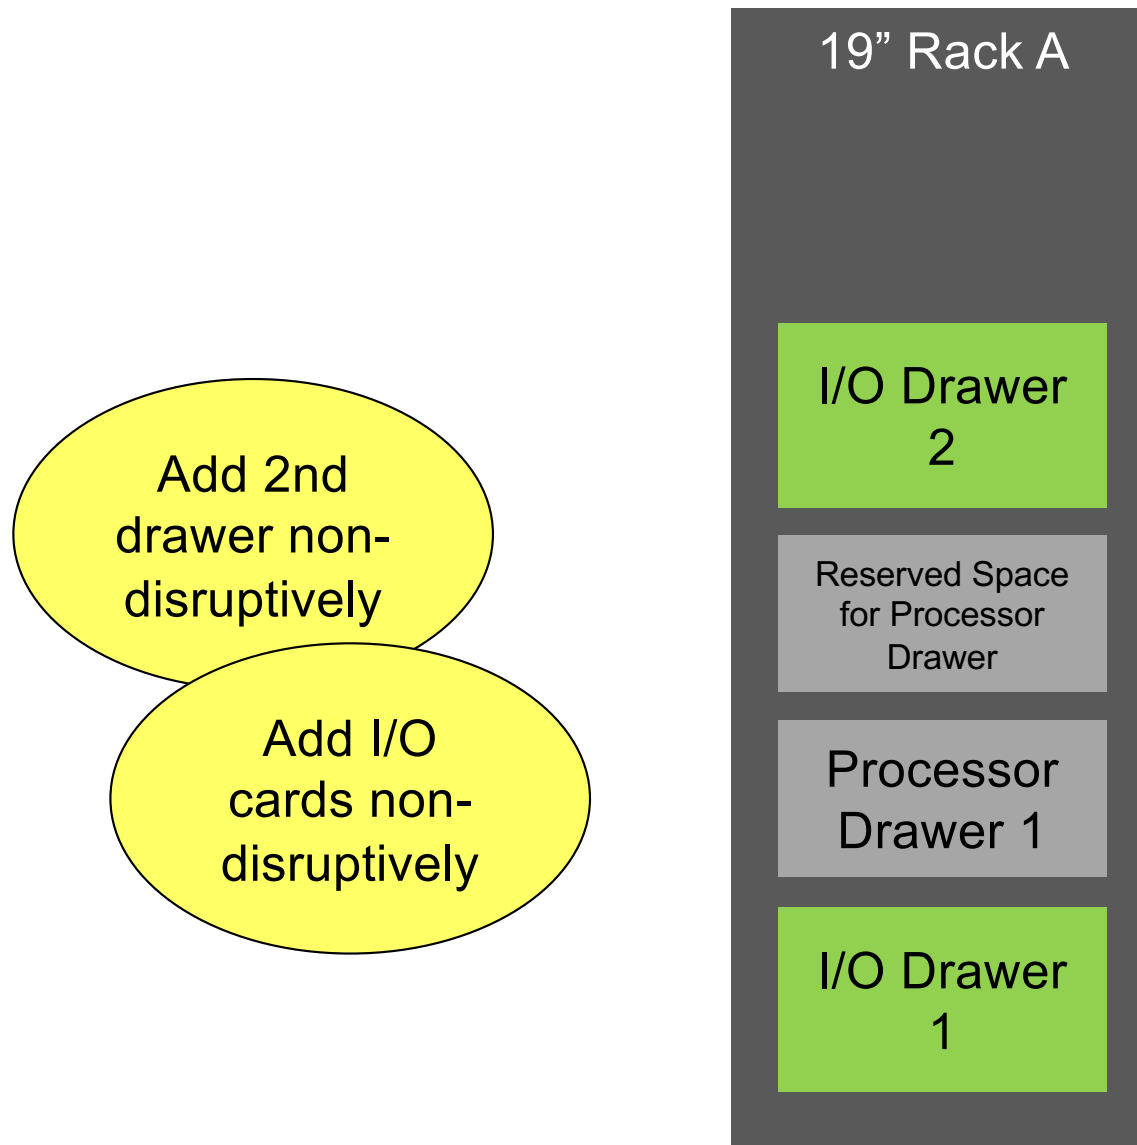 19” Rack A
I/O Drawer
2
Add 2nd
drawer non-
disruptively
Reserved Space
for Processor
Drawer
Add I/O
cards non-
disruptively
Processor
Drawer 1
I/O Drawer
1